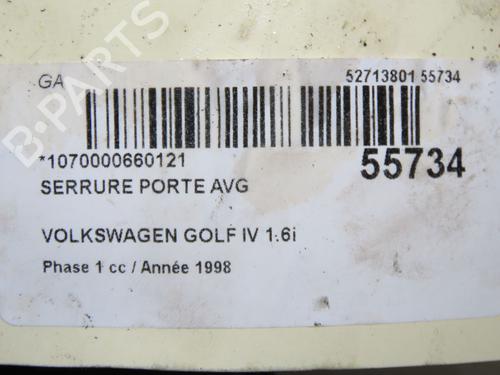 GA
52713801 55734
*1070000660121
55734
SERRURE PORTE AVG
VOLKSWAGEN GOLF IV 1.6i
Phase 1 cc / Année 1998
B-PARTS